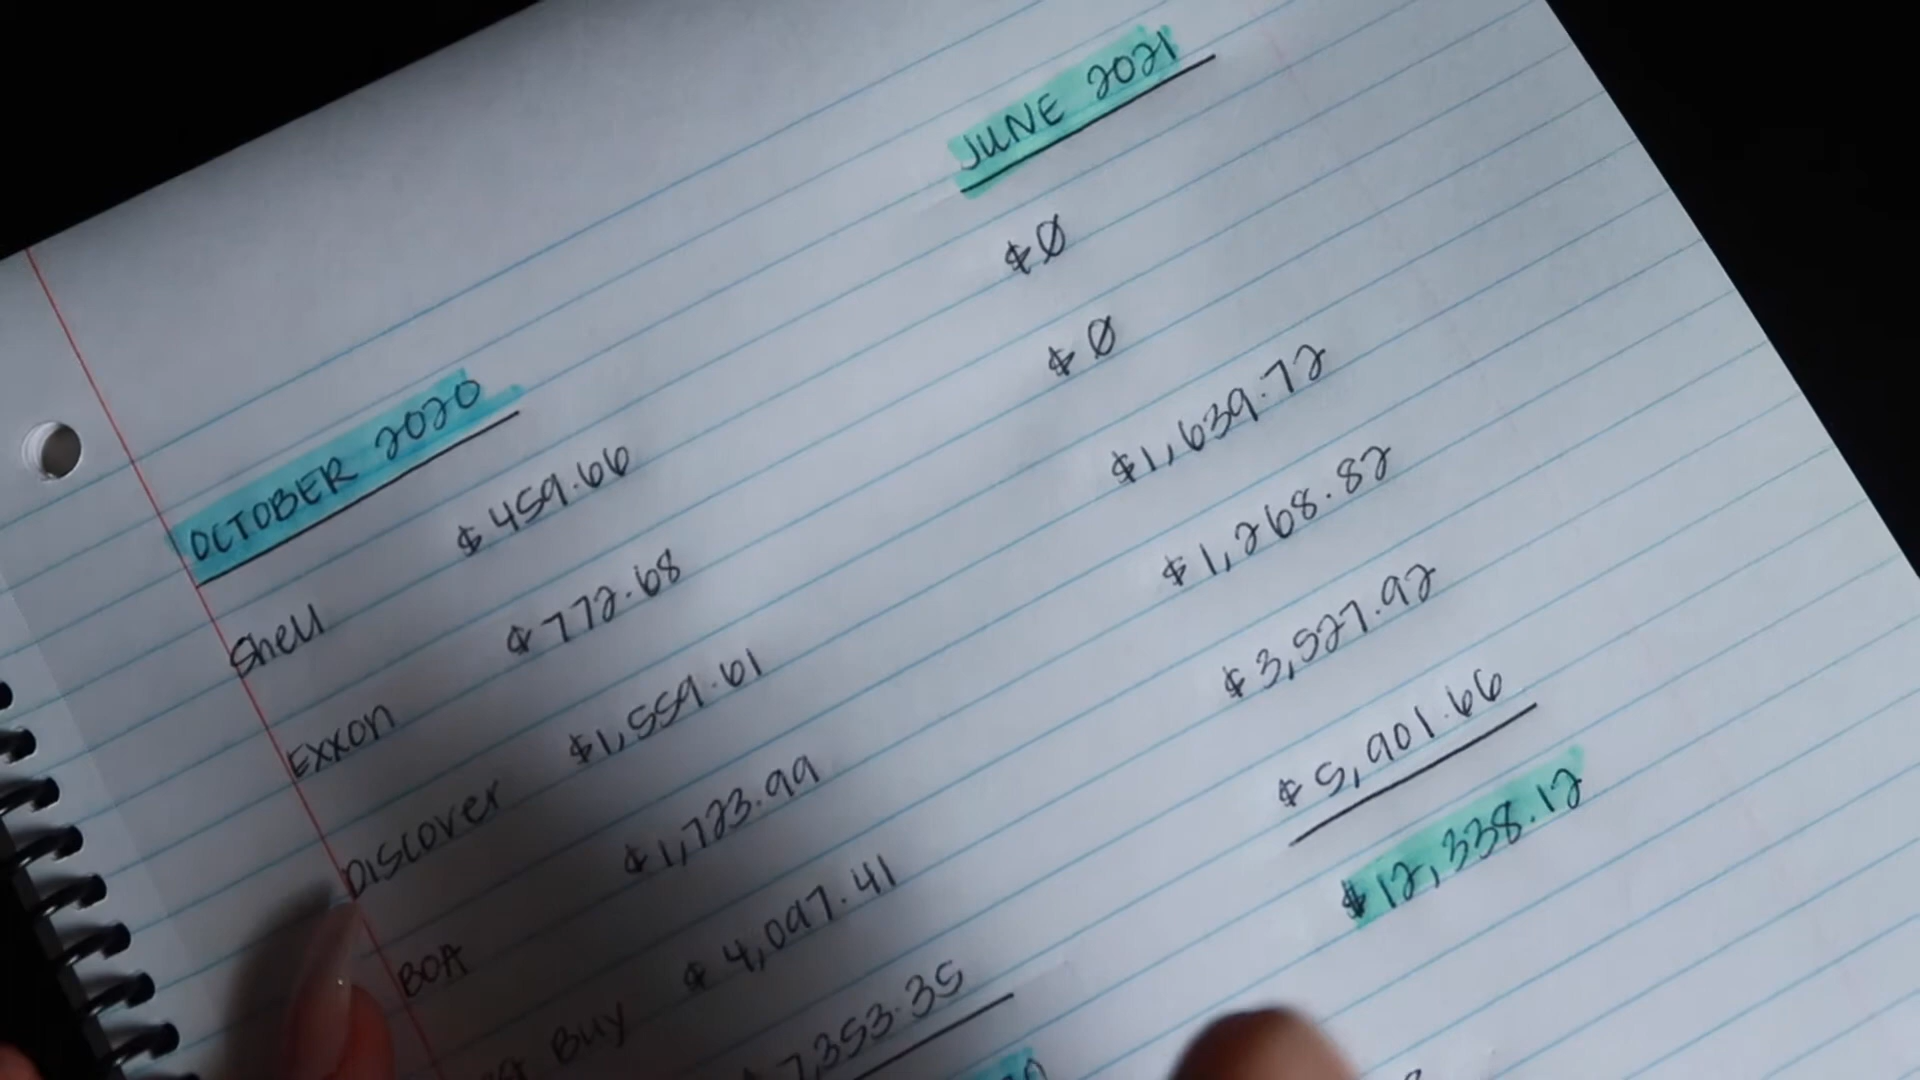 OCTOBER 2020 JUNE 2021
Shell $459.66 $0
Exxon $772.68 $0
Discover $1,559.61 $1,639.72
BOA $1,723.99 $1,268.82
Buy $4,097.41 $3,527.92
7,353.35 $5,901.66
$12,338.12